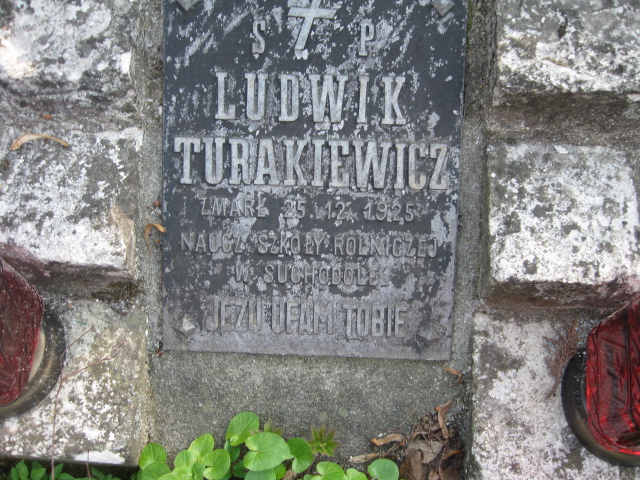 Ś P
LUDWIK
TURAKIEWICZ
ZMARŁ 25 12 1925
NAUCZ. SZKOŁY ROLNICZEJ
W SUCHODOLE
JEZU UFAM TOBIE